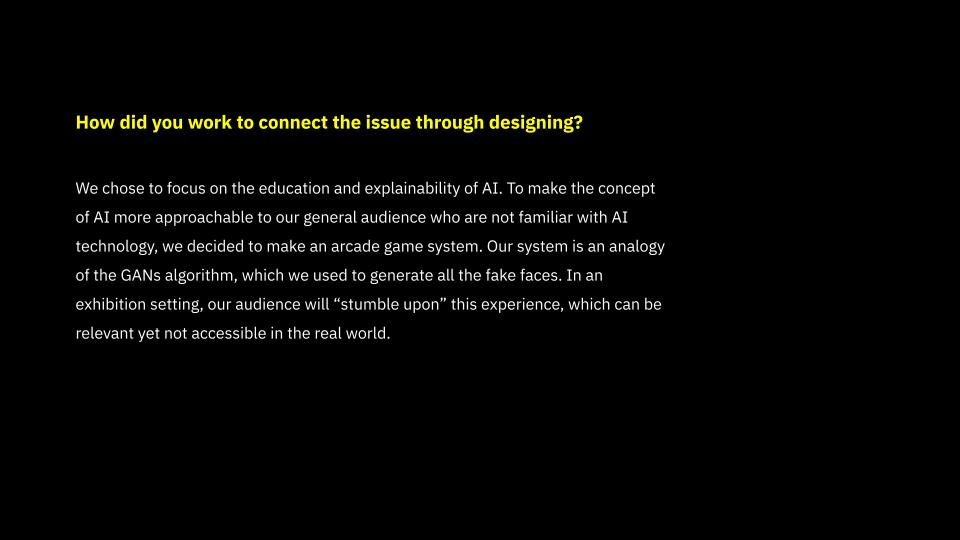 How did you work to connect the issue through designing?
We chose to focus on the education and explainability of AI. To make the concept
of AI more approachable to our general audience who are not familiar with AI
technology, we decided to make an arcade game system. Our system is an analogy
of the GANs algorithm, which we used to generate all the fake faces. In an
exhibition setting, our audience will “stumble upon” this experience, which can be
relevant yet not accessible in the real world.